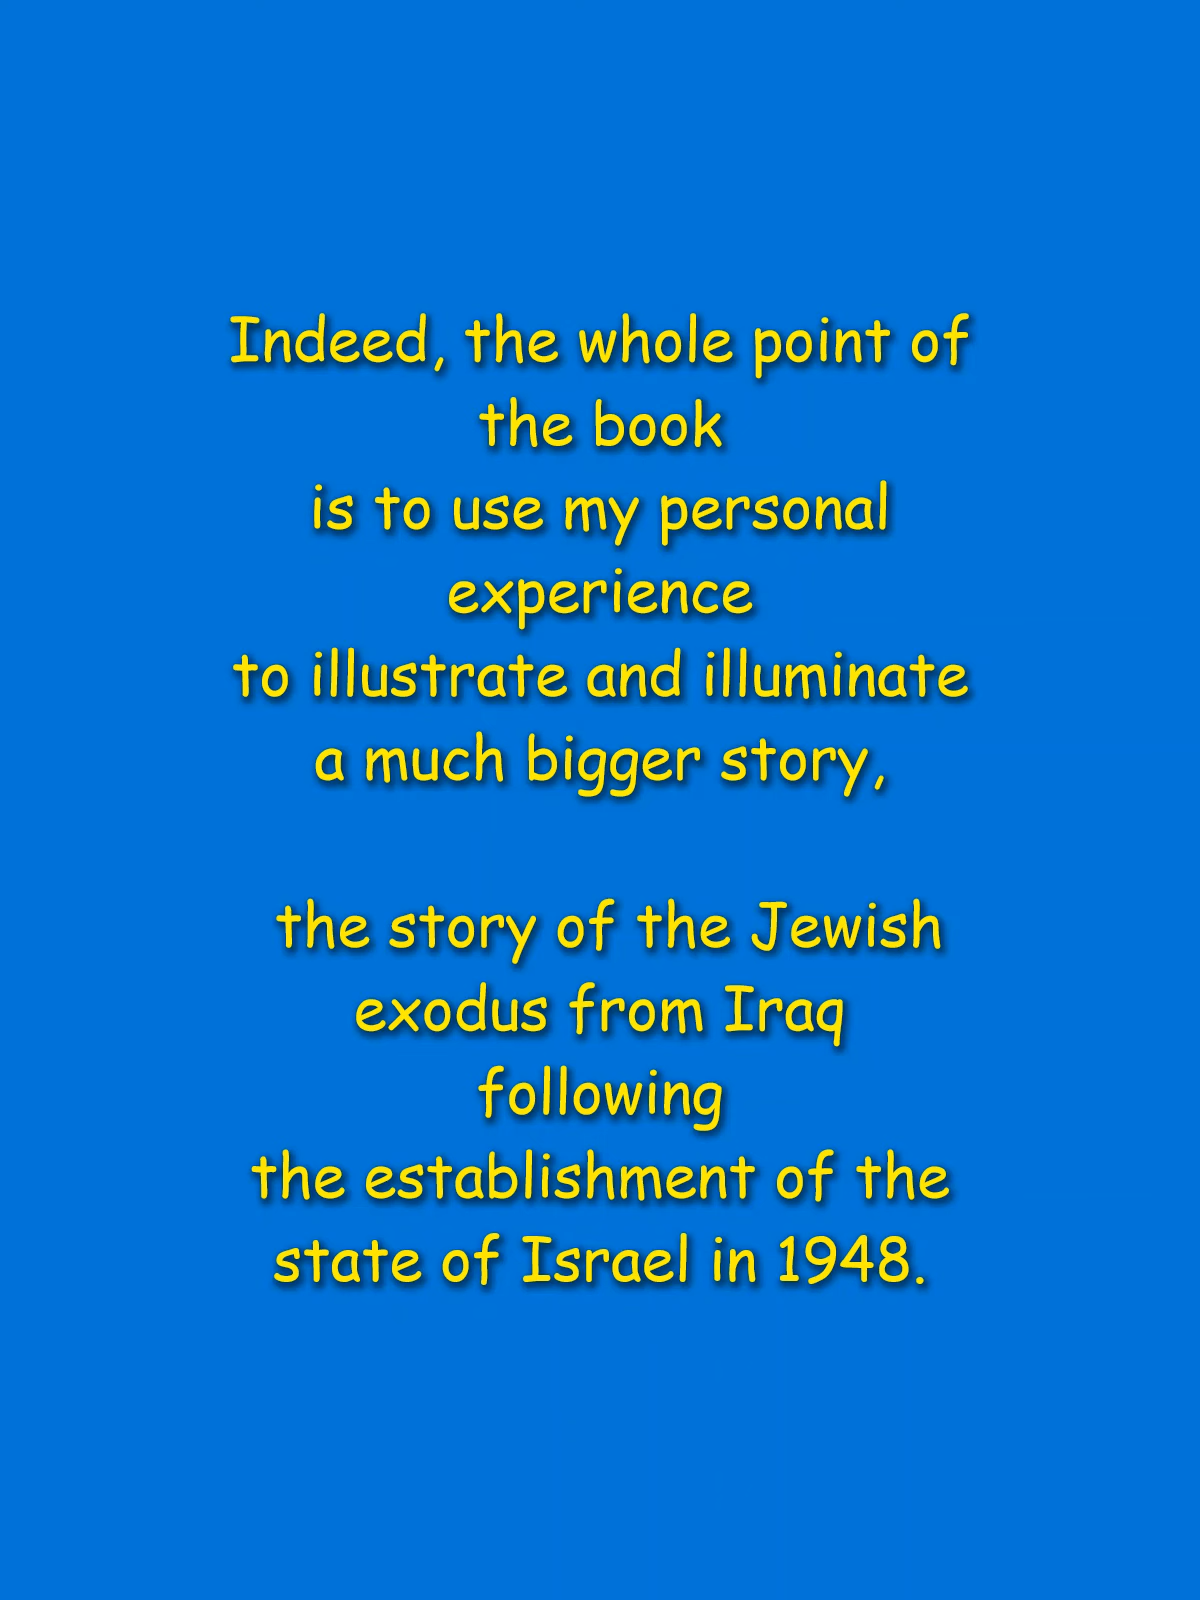 Indeed, the whole point of
the book
is to use my personal
experience
to illustrate and illuminate
a much bigger story,
the story of the Jewish
exodus from Iraq
following
the establishment of the
state of Israel in 1948.